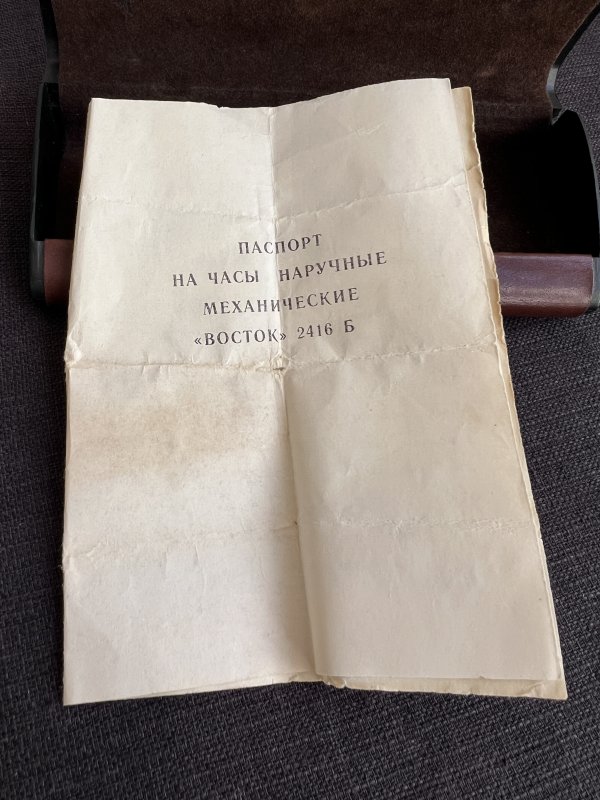 ПАСПОРТ
НА ЧАСЫ НАРУЧНЫЕ
МЕХАНИЧЕСКИЕ
«ВОСТОК» 2416 Б